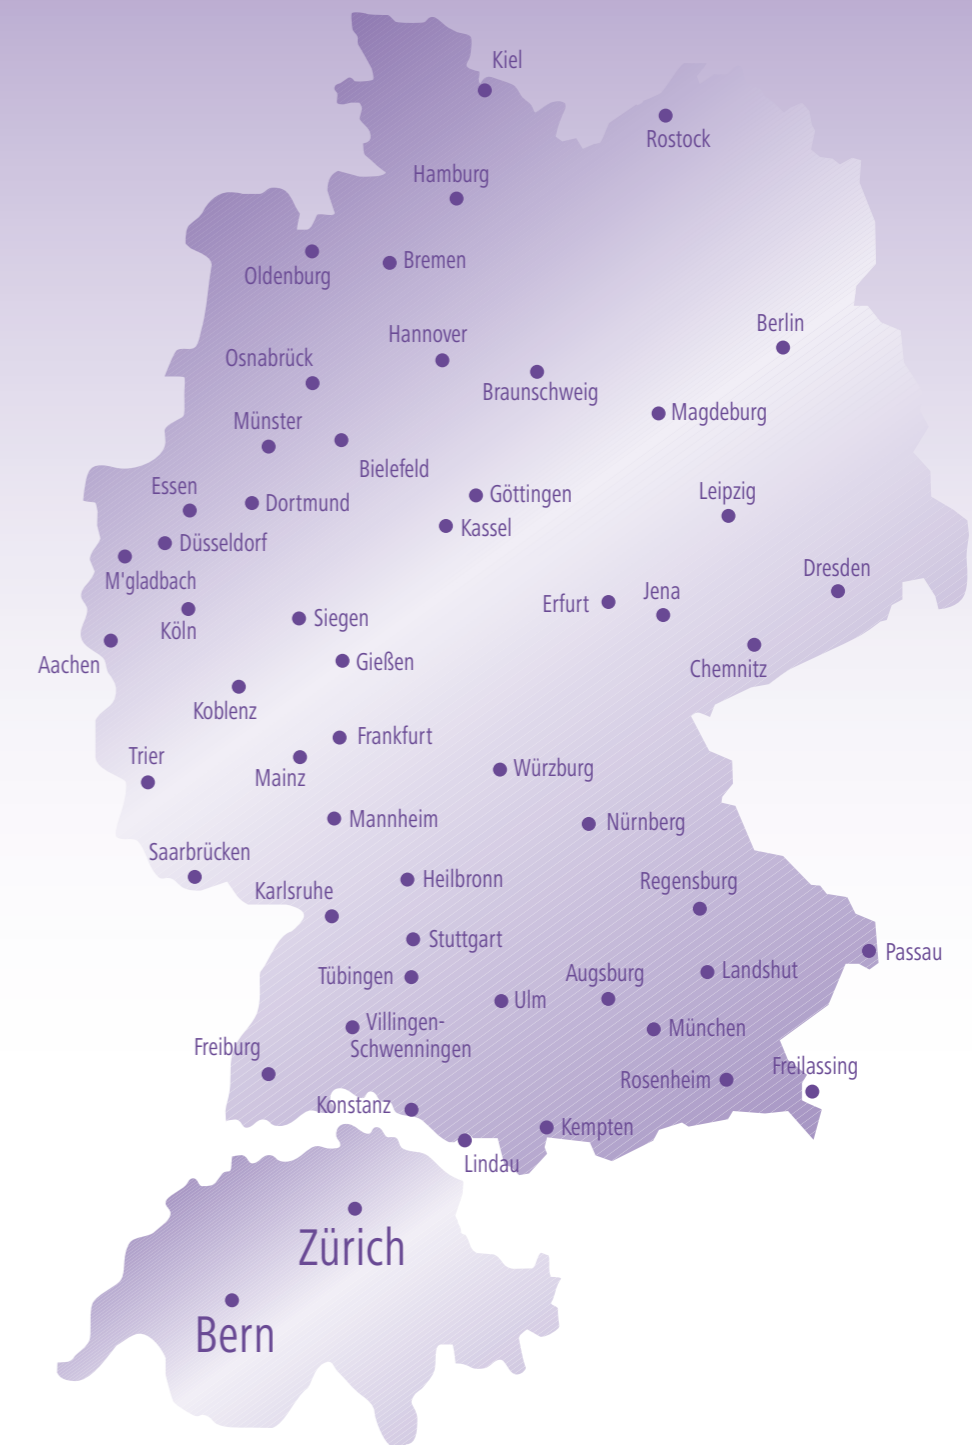 Kiel
Rostock
Hamburg
Bremen
Oldenburg
Berlin
Hannover
Osnabrück
Braunschweig
Magdeburg
Münster
Bielefeld
Essen
Leipzig
Göttingen
Dortmund
Kassel
Düsseldorf
Dresden
M'gladbach
Jena
Erfurt
Siegen
Köln
Gießen
Aachen
Chemnitz
Koblenz
Frankfurt
Trier
Würzburg
Mainz
Mannheim
Nürnberg
Saarbrücken
Heilbronn
Regensburg
Karlsruhe
Stuttgart
Passau
Landshut
Augsburg
Tübingen
Ulm
Villingen-
Schwenningen
München
Freiburg
Freilassing
Rosenheim
Konstanz
Kempten
Lindau
Zürich
Bern